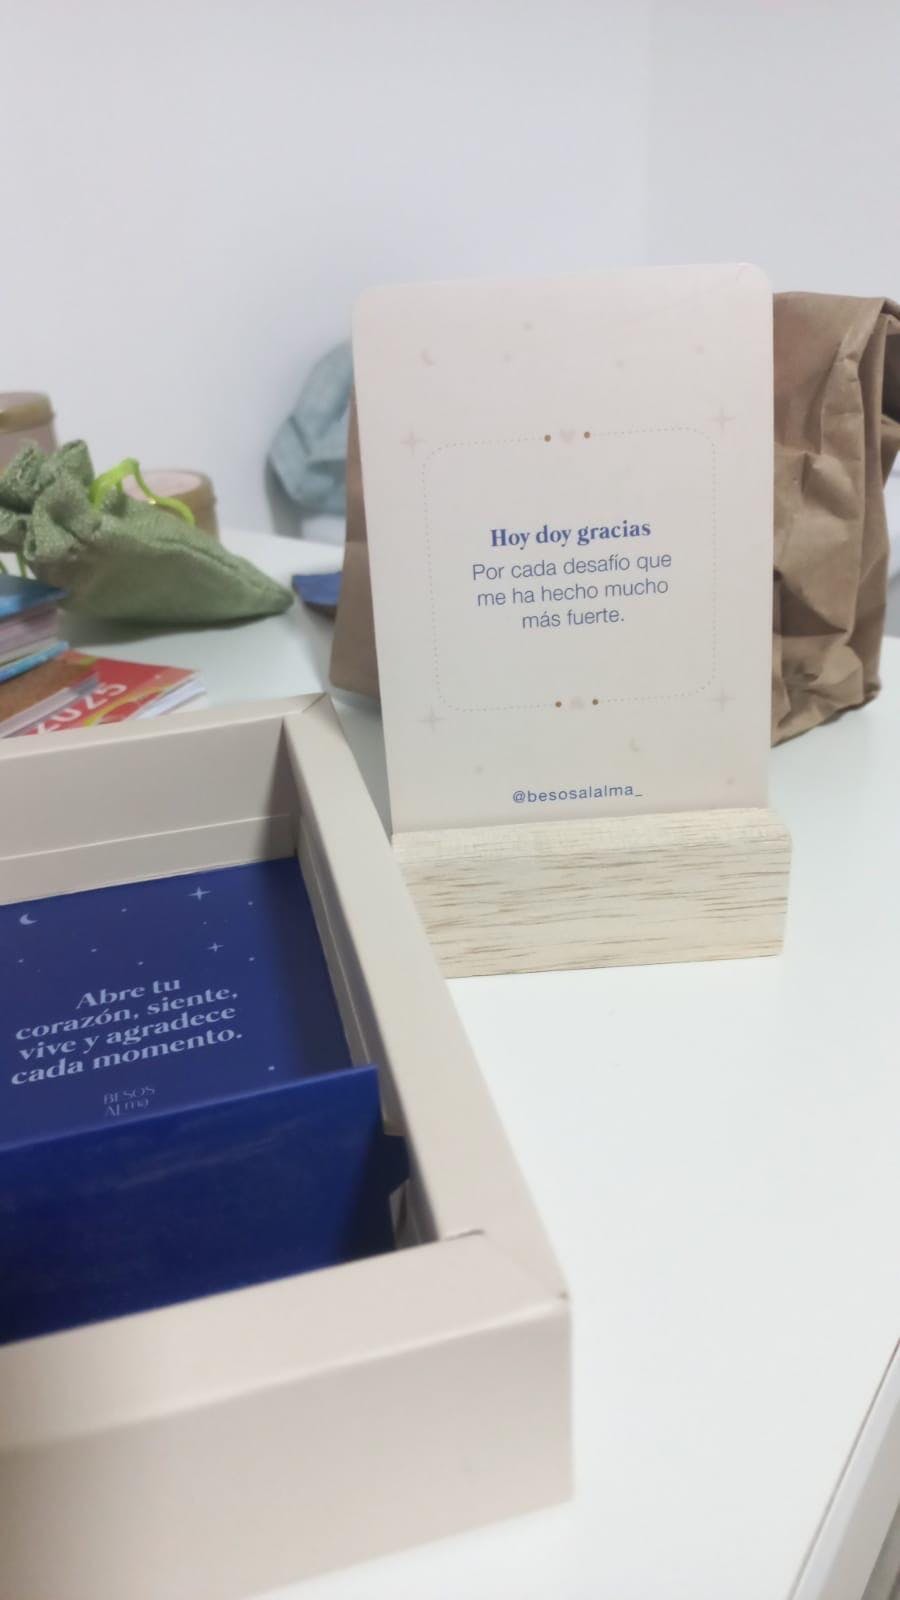 Hoy doy gracias
Por cada desafío que
me ha hecho mucho
más fuerte.
@besosalalma_
2025
Abre tu
corazón, siente,
vive y agradece
cada momento.
BESOS
ALma